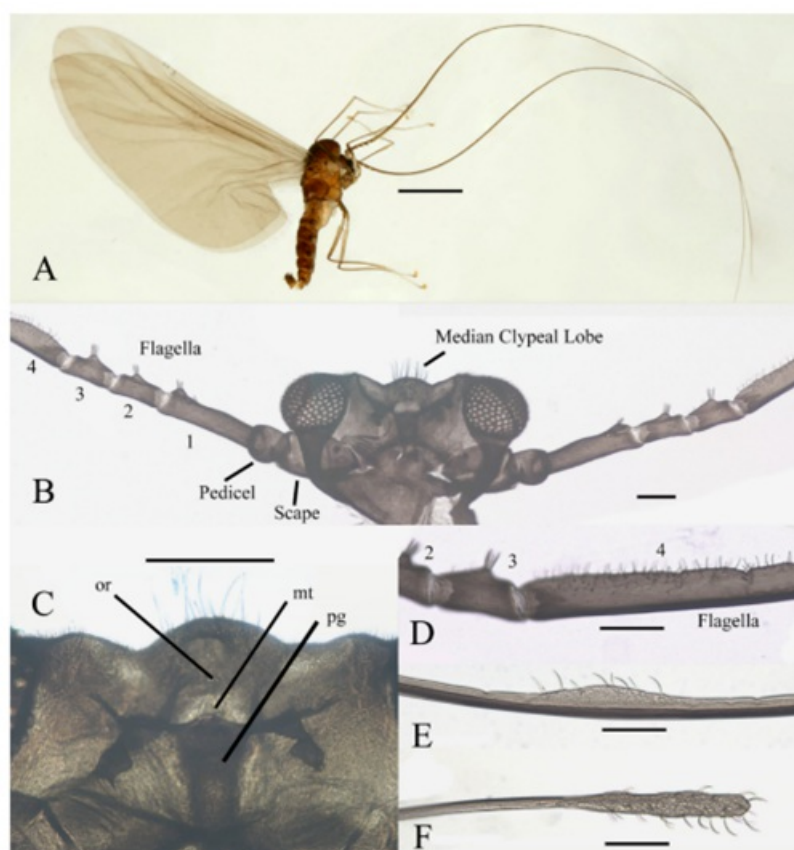 A
Flagella
Median Clypeal Lobe
4
3
2
1
Pedicel
Scape
B
C
or
mt
pg
2
3
4
Flagella
D
E
F